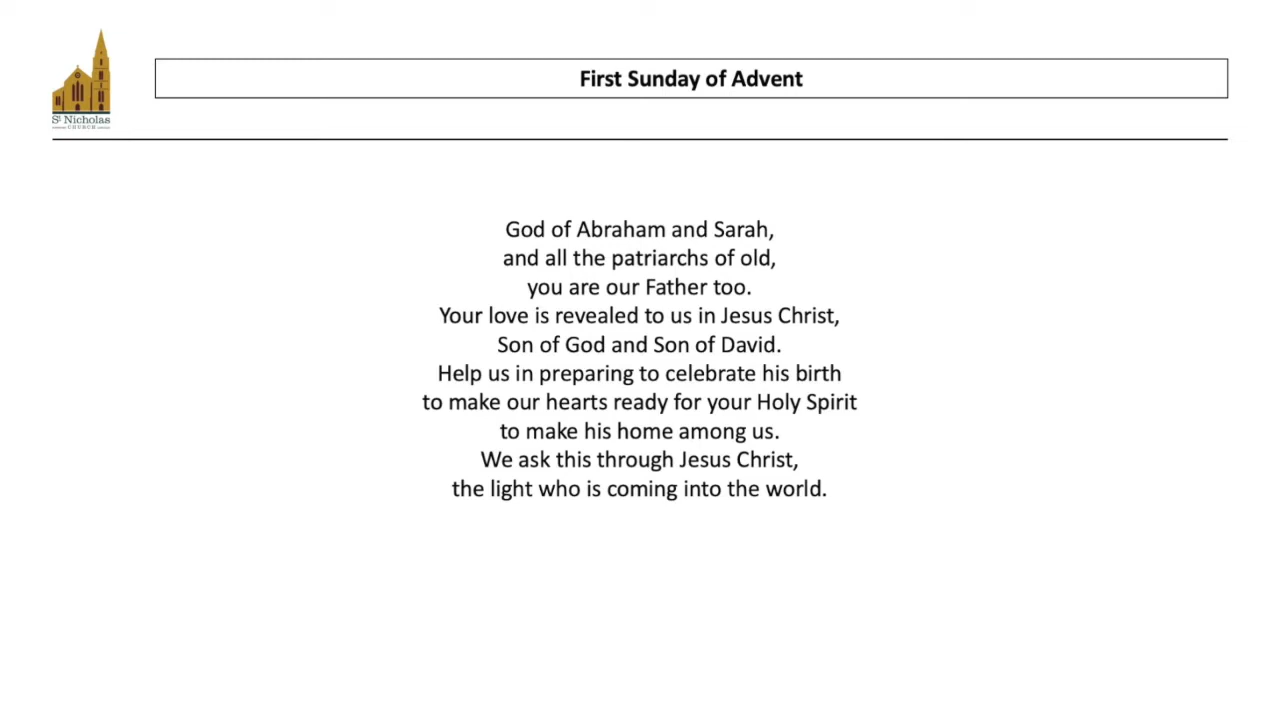 First Sunday of Advent
St Nicholas
CHURCH
God of Abraham and Sarah,
and all the patriarchs of old,
you are our Father too.
Your love is revealed to us in Jesus Christ,
Son of God and Son of David.
Help us in preparing to celebrate his birth
to make our hearts ready for your Holy Spirit
to make his home among us.
We ask this through Jesus Christ,
the light who is coming into the world.